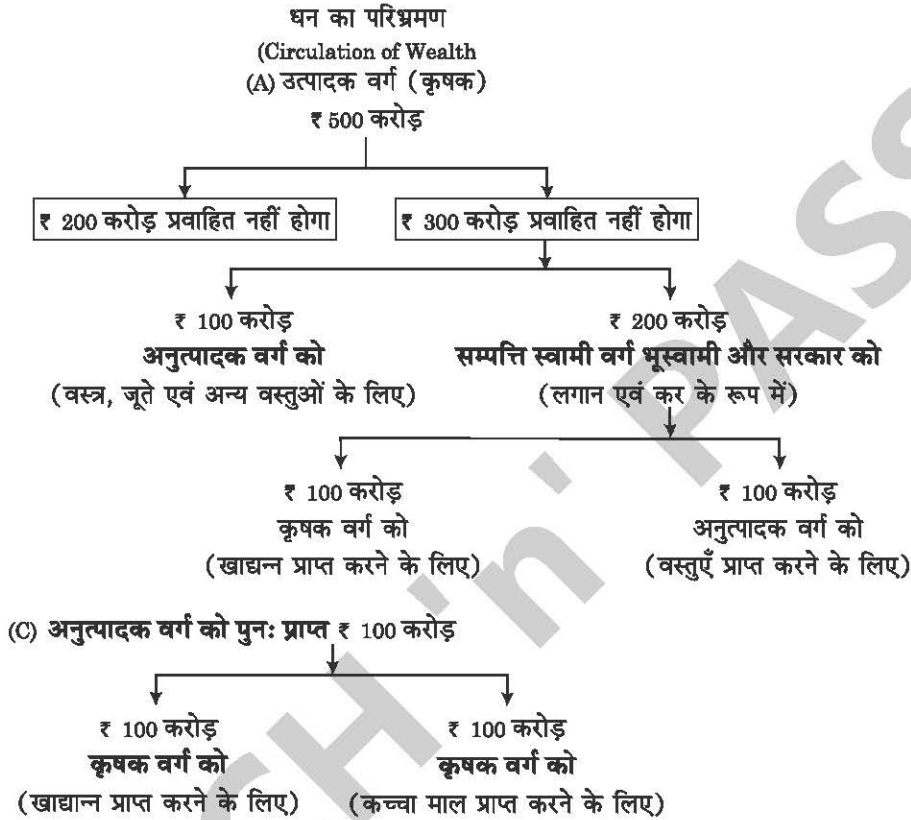 धन का परिभ्रमण
(Circulation of Wealth
(A) उत्पादक वर्ग (कृषक)
₹ 500 करोड़
₹ 200 करोड़ प्रवाहित नहीं होगा
₹ 300 करोड़ प्रवाहित नहीं होगा
₹ 100 करोड़
अनुत्पादक वर्ग को
(वस्त्र, जूते एवं अन्य वस्तुओं के लिए)
₹ 200 करोड़
सम्पत्ति स्वामी वर्ग भूस्वामी और सरकार को
(लगान एवं कर के रूप में)
₹ 100 करोड़
कृषक वर्ग को
(खाद्यन्न प्राप्त करने के लिए)
₹ 100 करोड़
अनुत्पादक वर्ग को
(वस्तुएँ प्राप्त करने के लिए)
(C) अनुत्पादक वर्ग को पुनः प्राप्त ₹ 100 करोड़
₹ 100 करोड़
कृषक वर्ग को
(खाद्यान्न प्राप्त करने के लिए)
₹ 100 करोड़
कृषक वर्ग को
(कच्चा माल प्राप्त करने के लिए)